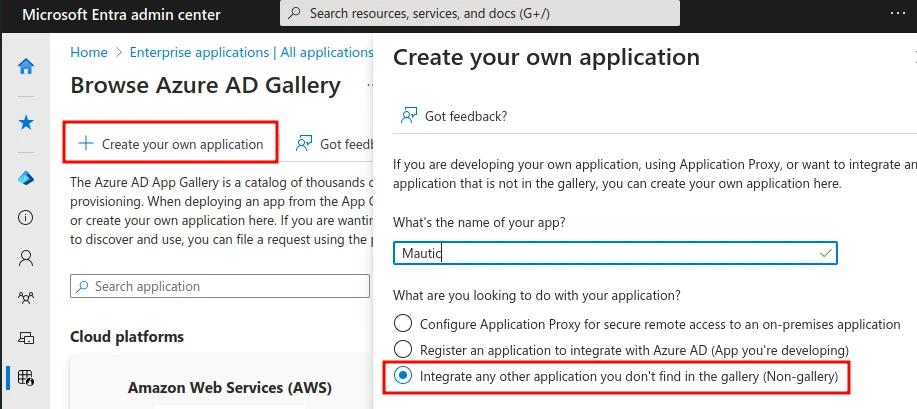 Microsoft Entra admin center
Search resources, services, and docs (G+/)
Home > Enterprise applications | All applications
Browse Azure AD Gallery
Create your own application
Got feedb
The Azure AD App Gallery is a catalog of thousands
provisioning. When deploying an app from the App
or create your own application here. If you are wantin
to discover and use, you can file a request using the
Search application
Cloud platforms
Amazon Web Services (AWS)
Create your own application
Got feedback?
If you are developing your own application, using Application Proxy, or want to integrate an
application that is not in the gallery, you can create your own application here.
What's the name of your app?
Mautic
What are you looking to do with your application?
Configure Application Proxy for secure remote access to an on-premises application
Register an application to integrate with Azure AD (App you're developing)
Integrate any other application you don't find in the gallery (Non-gallery)